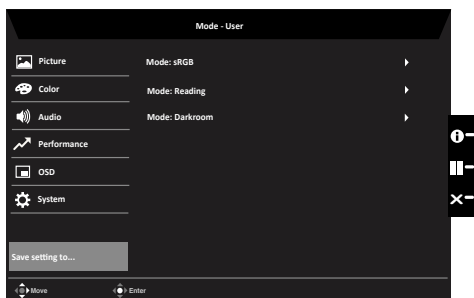 Mode - User
Picture
Color
Audio
Performance
OSD
System
Save setting to...
Mode: sRGB
Mode: Reading
Mode: Darkroom
Move
Enter